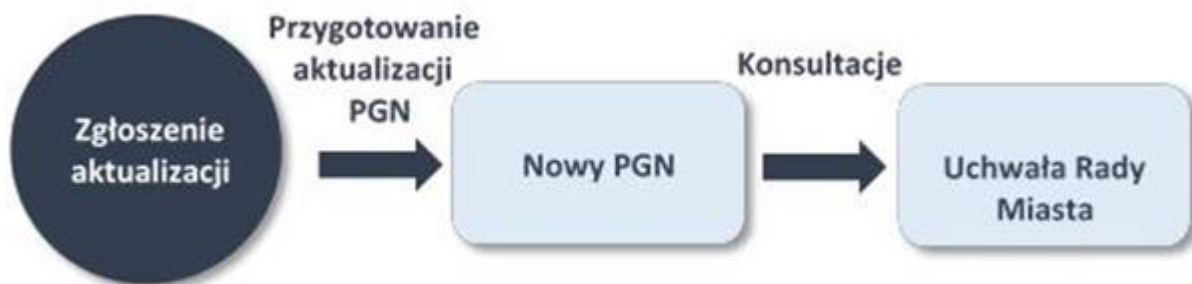 Zgłoszenie
aktualizacji
Przygotowanie
aktualizacji
PGN
Nowy PGN
Konsultacje
Uchwała Rady
Miasta